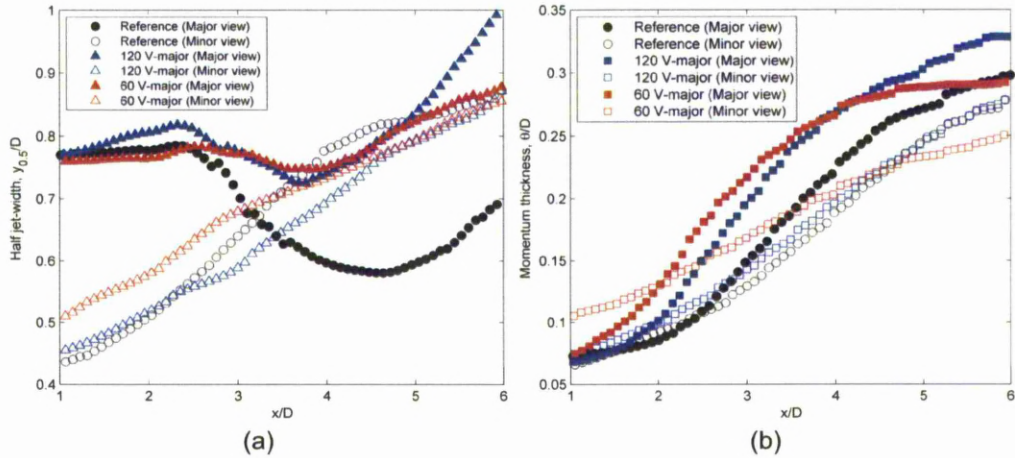 1
0.9
0.8
0.7
0.6
0.5
0.4
Half jet-width, y0.5/D
Reference (Major view)
Reference (Minor view)
120 V-major (Major view)
120 V-major (Minor view)
60 V-major (Major view)
60 V-major (Minor view)
1 2 3 4 5 6
x/D
(a)
0.35
0.3
0.25
0.2
0.15
0.1
0.05
Momentum thickness, θ/D
Reference (Major view)
Reference (Minor view)
120 V-major (Major view)
120 V-major (Minor view)
60 V-major (Major view)
60 V-major (Minor view)
1 2 3 4 5 6
x/D
(b)